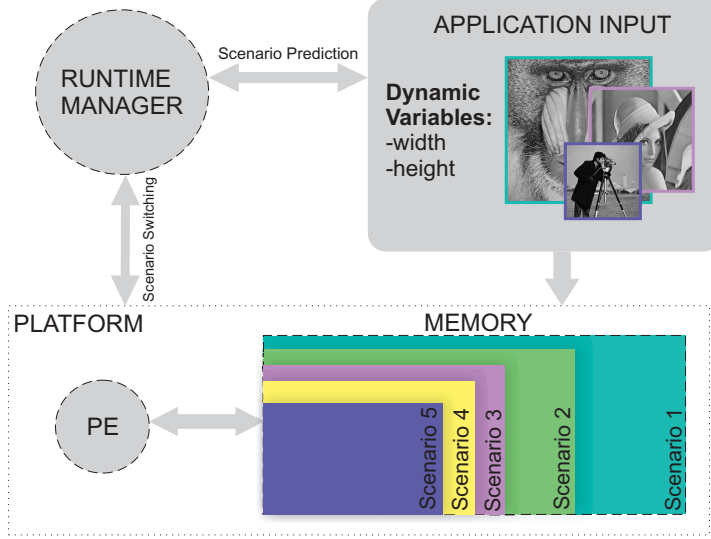 APPLICATION INPUT
Scenario Prediction
RUNTIME
MANAGER
Dynamic
Variables:
-width
-height
Scenario Switching
PLATFORM
MEMORY
PE
Scenario 5
Scenario 4
Scenario 3
Scenario 2
Scenario 1